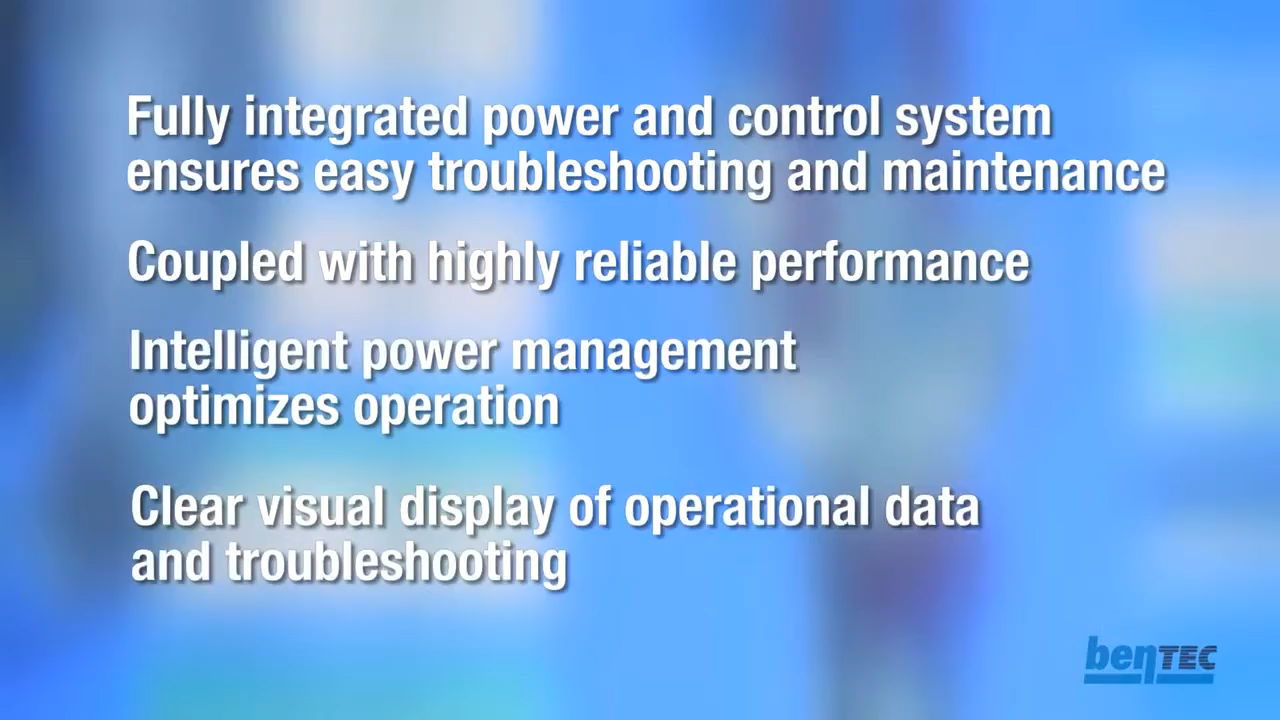 Fully integrated power and control system
ensures easy troubleshooting and maintenance
Coupled with highly reliable performance
Intelligent power management
optimizes operation
Clear visual display of operational data
and troubleshooting
benTEC